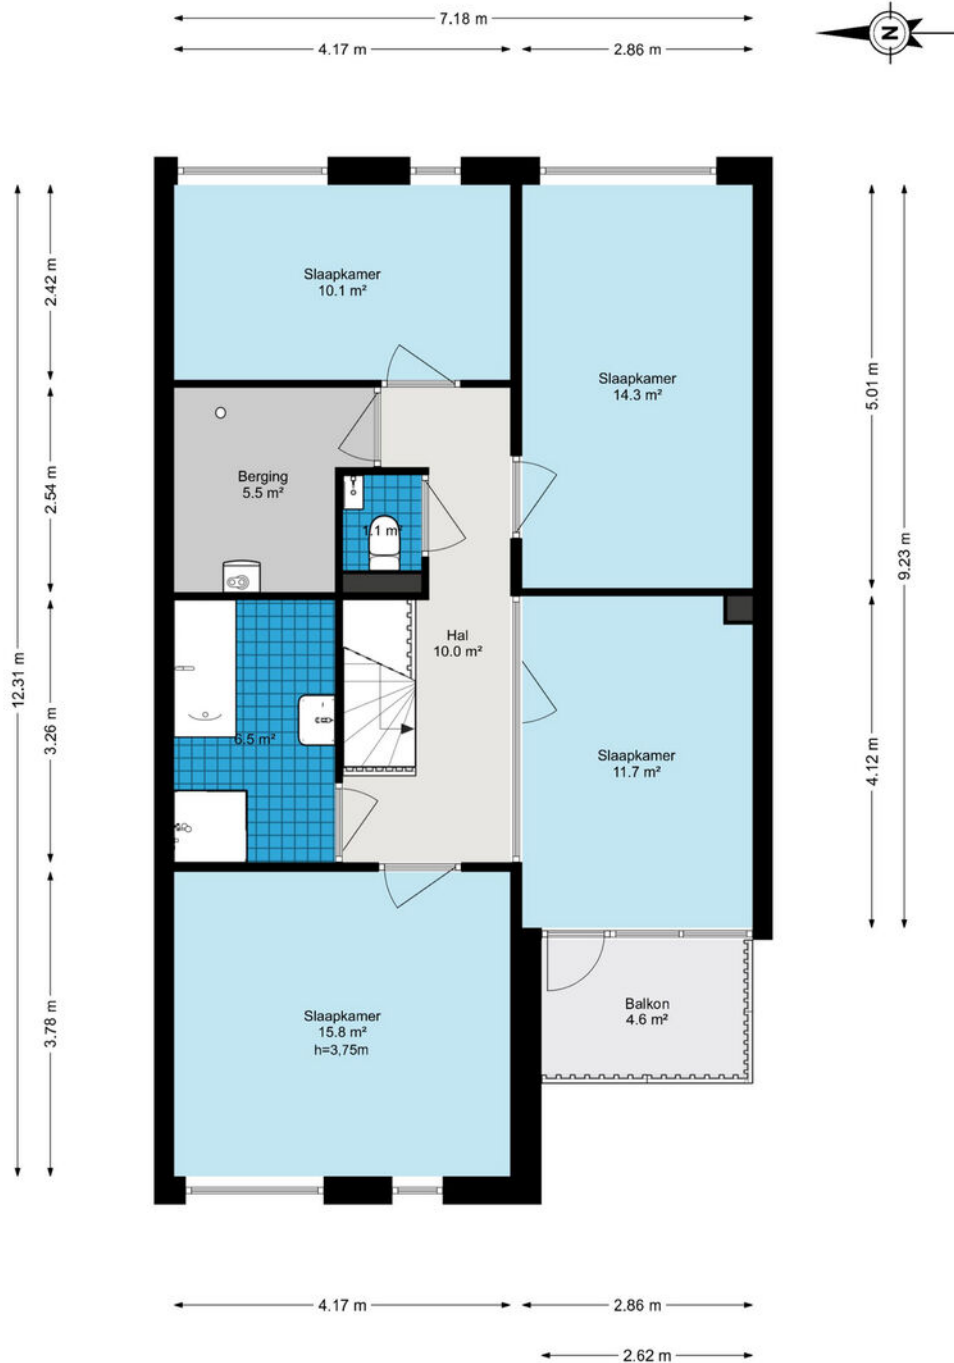 7.18 m
4.17 m
2.86 m
N
Slaapkamer
10.1 m²
2.42 m
Slaapkamer
14.3 m²
5.01 m
Berging
5.5 m²
2.54 m
1.1 m²
9.23 m
Hal
10.0 m²
12.31 m
6.5 m²
3.26 m
Slaapkamer
11.7 m²
4.12 m
Slaapkamer
15.8 m²
h=3,75m
3.78 m
Balkon
4.6 m²
4.17 m
2.86 m
2.62 m